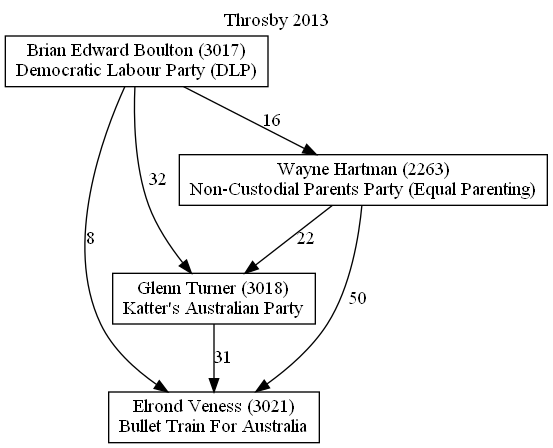 Throsby 2013
Brian Edward Boulton (3017)
Democratic Labour Party (DLP)
16
Wayne Hartman (2263)
Non-Custodial Parents Party (Equal Parenting)
32
8
22
Glenn Turner (3018)
Katter's Australian Party
50
31
Elrond Veness (3021)
Bullet Train For Australia